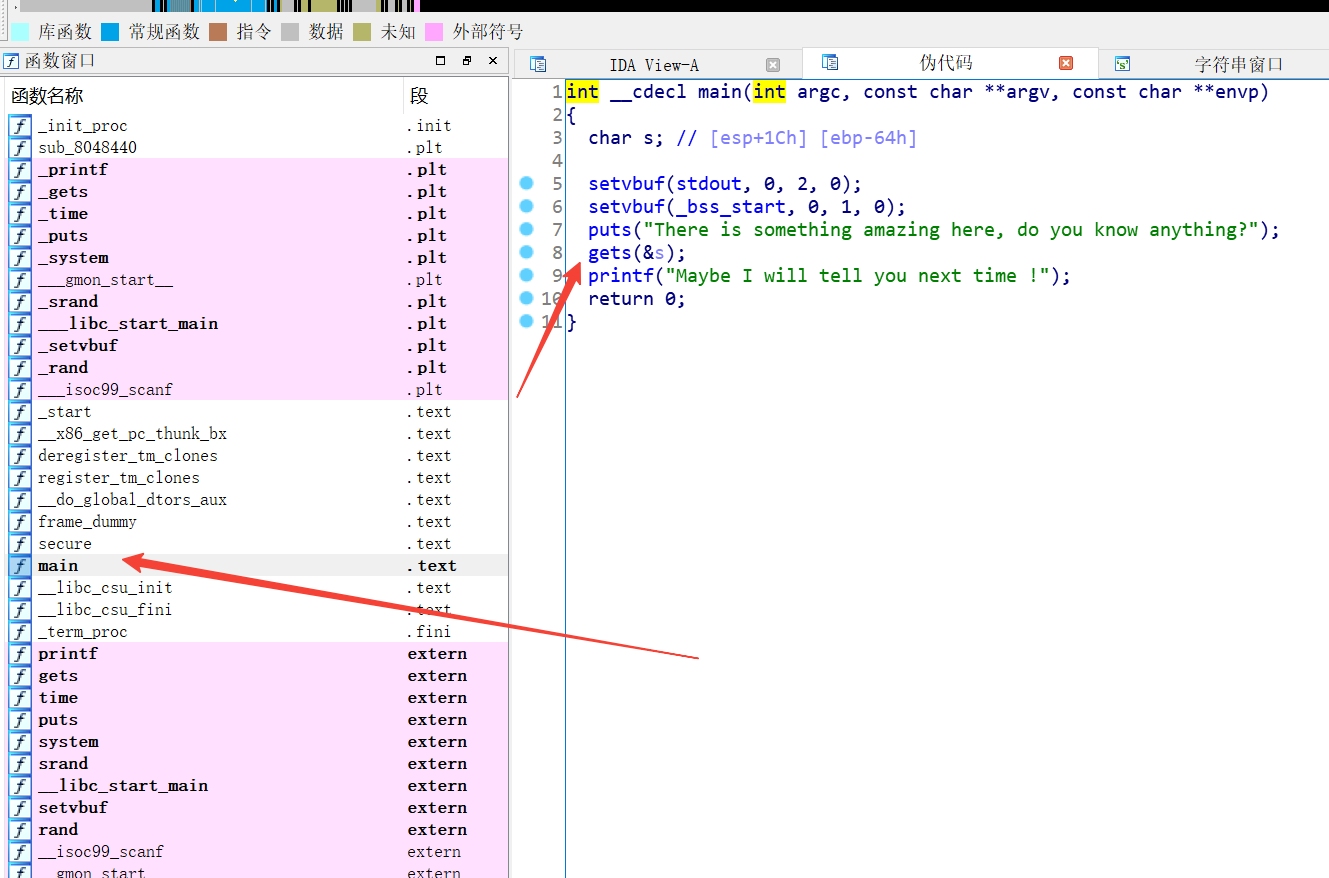 库函数 常规函数 指令 数据 未知 外部符号
函数窗口
函数名称 段
_init_proc .init
sub_8048440 .plt
_printf .plt
_gets .plt
_time .plt
_puts .plt
_system .plt
___gmon_start__ .plt
_srand .plt
___libc_start_main .plt
_setvbuf .plt
_rand .plt
___isoc99_scanf .plt
_start .text
__x86_get_pc_thunk_bx .text
deregister_tm_clones .text
register_tm_clones .text
__do_global_dtors_aux .text
frame_dummy .text
secure .text
main .text
__libc_csu_init .text
__libc_csu_fini .text
_term_proc .fini
printf extern
gets extern
time extern
puts extern
system extern
srand extern
__libc_start_main extern
setvbuf extern
rand extern
__isoc99_scanf extern
__gmon_start__ extern
IDA View-A 伪代码 字符串窗口
1 int __cdecl main(int argc, const char **argv, const char **envp)
2 {
3 char s; // [esp+1Ch] [ebp-64h]
4
5 setvbuf(stdout, 0, 2, 0);
6 setvbuf(_bss_start, 0, 1, 0);
7 puts("There is something amazing here, do you know anything?");
8 gets(&s);
9 printf("Maybe I will tell you next time !");
10 return 0;
11 }